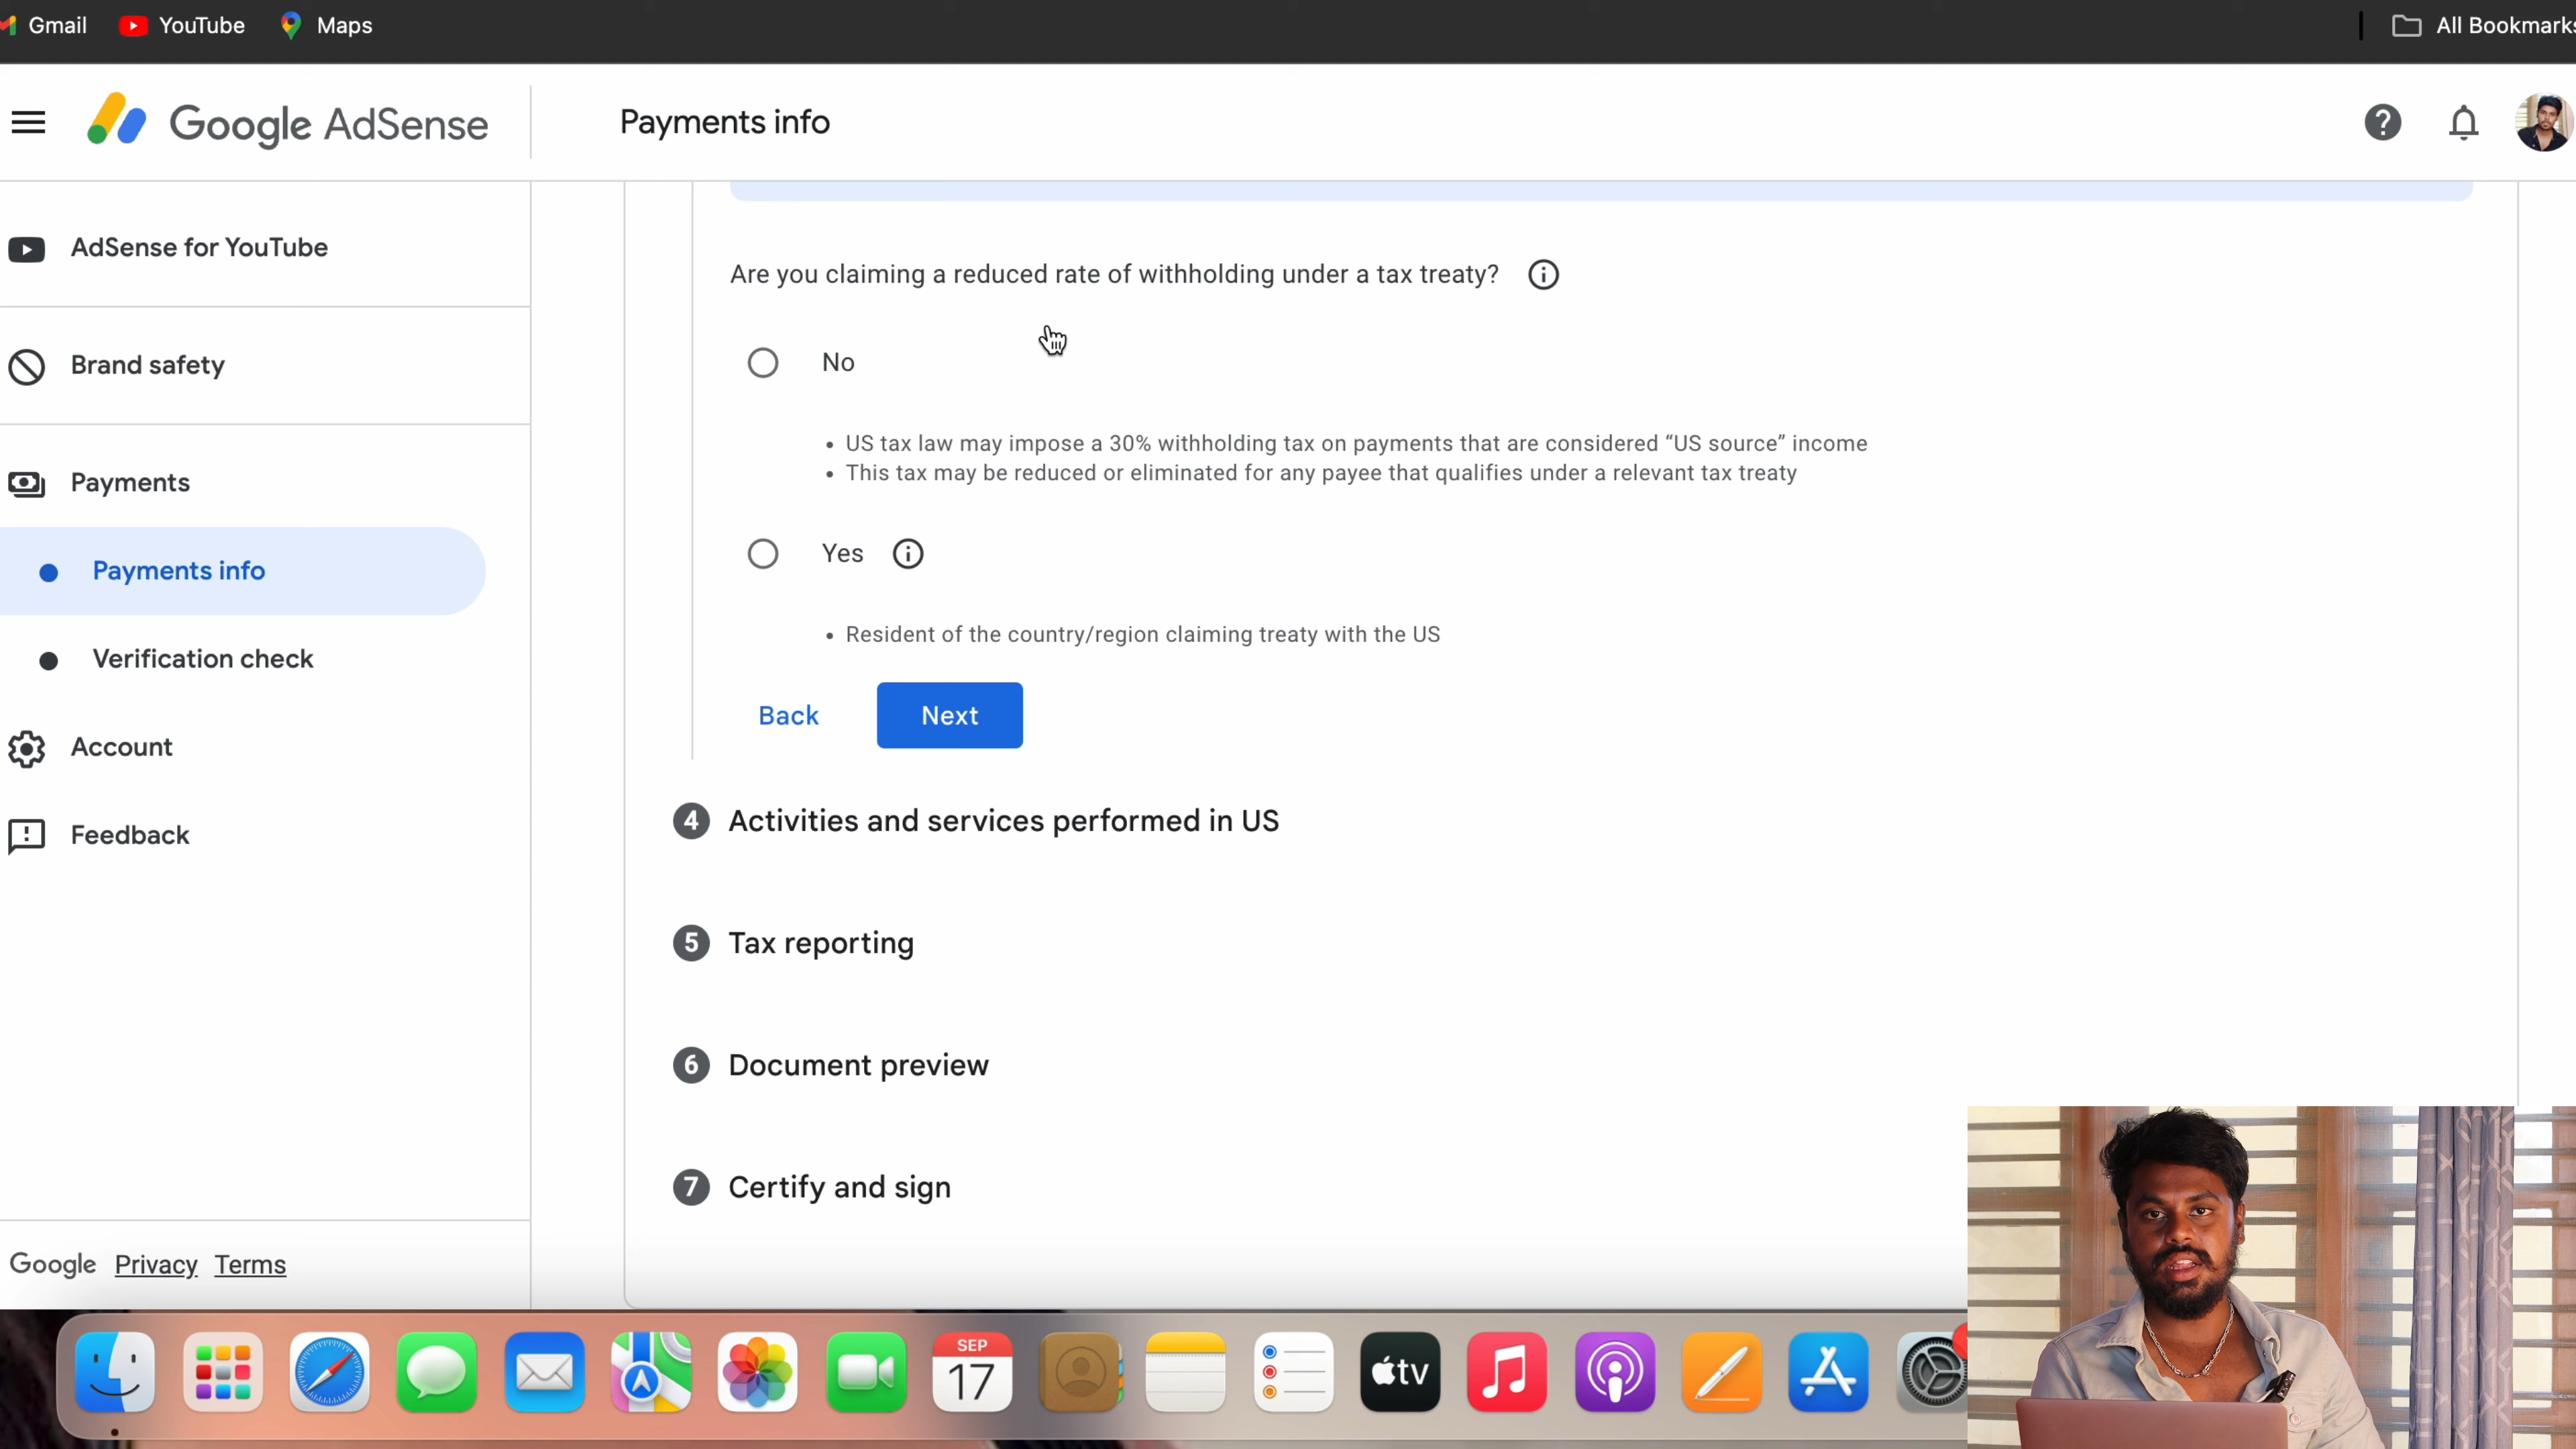 Gmail YouTube Maps All Bookmarks
Google AdSense Payments info
AdSense for YouTube
Brand safety
Payments
Payments info
Verification check
Account
Feedback
Google Privacy Terms
Are you claiming a reduced rate of withholding under a tax treaty?
No
• US tax law may impose a 30% withholding tax on payments that are considered “US source” income
• This tax may be reduced or eliminated for any payee that qualifies under a relevant tax treaty
Yes
• Resident of the country/region claiming treaty with the US
Back Next
4 Activities and services performed in US
5 Tax reporting
6 Document preview
7 Certify and sign
SEP
17
tv